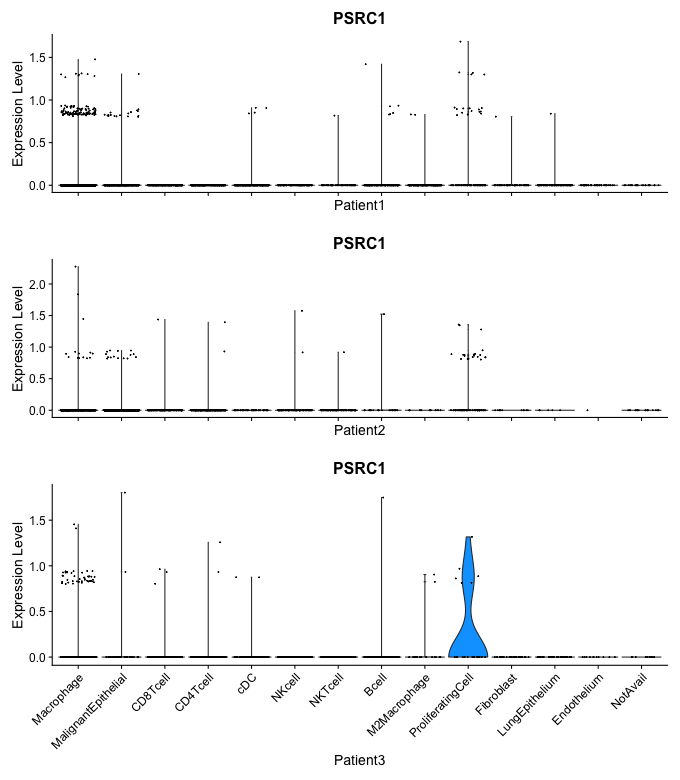 PSRC1
Expression Level
1.5
1.0
0.5
0.0
Patient1
PSRC1
Expression Level
2.0
1.5
1.0
0.5
0.0
Patient2
PSRC1
Expression Level
1.5
1.0
0.5
0.0
Macrophage
MalignantEpithelial
CD8Tcell
CD4Tcell
cDC
NKcell
NKTcell
Bcell
M2Macrophage
ProliferatingCell
Fibroblast
LungEpithelium
Endothelium
NotAvail
Patient3